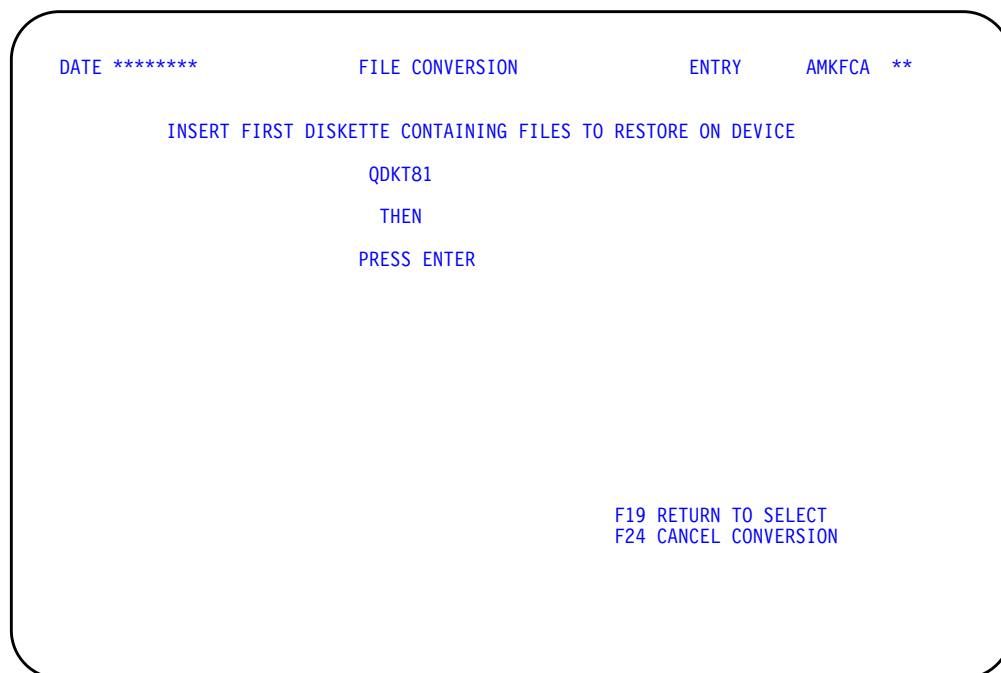 DATE ******** FILE CONVERSION ENTRY AMKFCA **
INSERT FIRST DISKETTE CONTAINING FILES TO RESTORE ON DEVICE
QDKT81
THEN
PRESS ENTER
F19 RETURN TO SELECT
F24 CANCEL CONVERSION